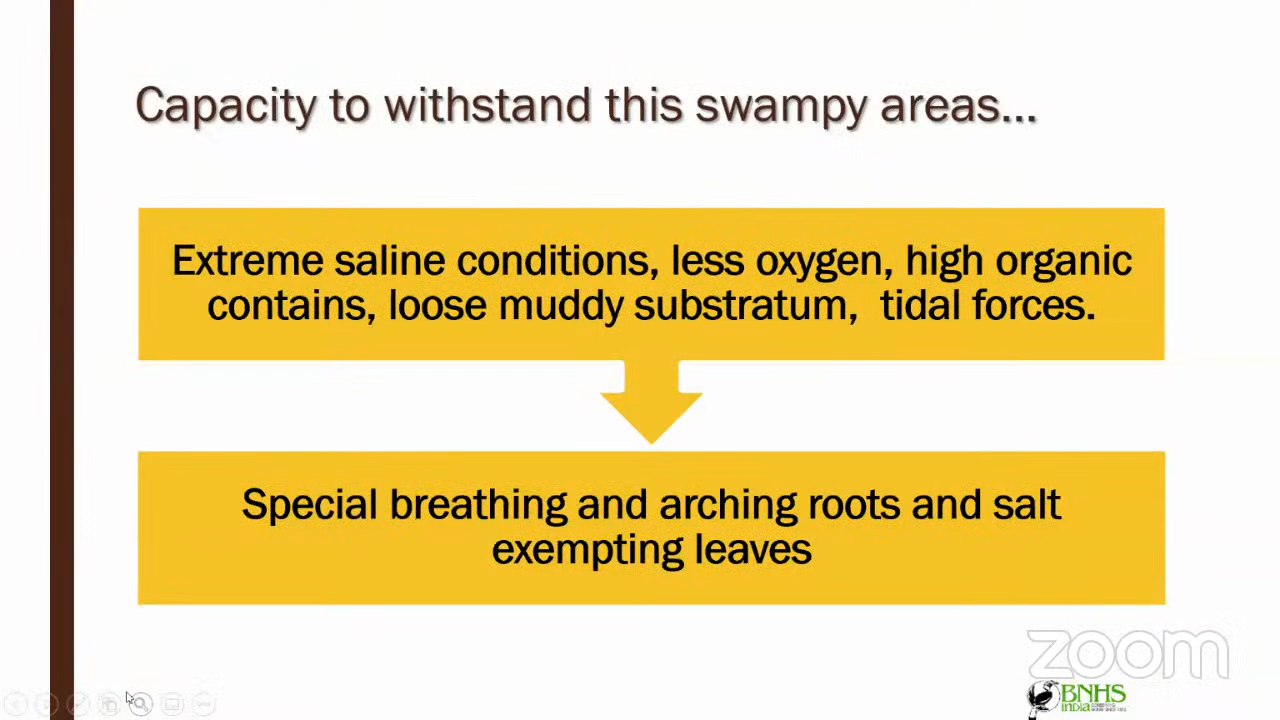 Capacity to withstand this swampy areas...
Extreme saline conditions, less oxygen, high organic
contains, loose muddy substratum, tidal forces.
Special breathing and arching roots and salt
exempting leaves
zoom
BNHS
India